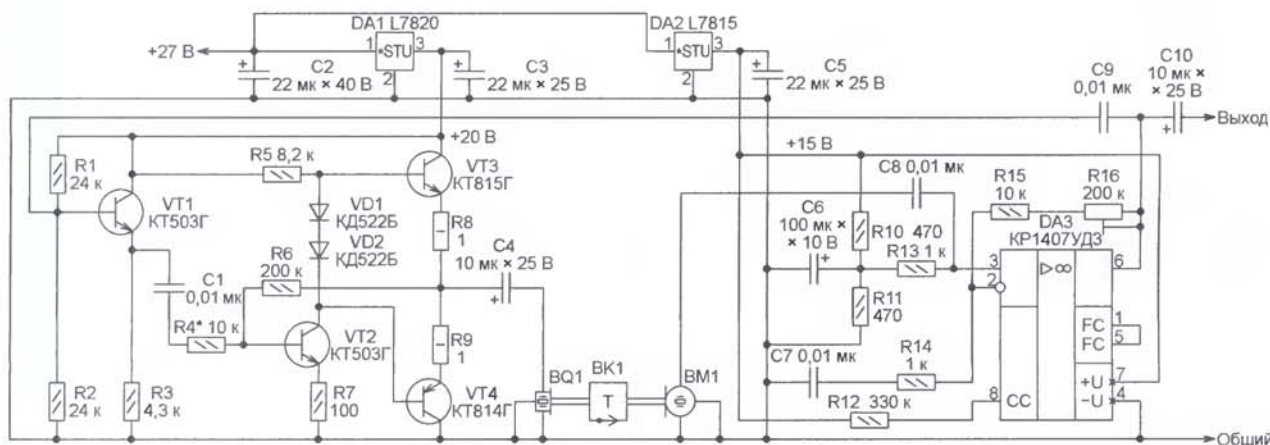 DA1 L7820
DA2 L7815
+27 В
1
*STU
3
2
1
*STU
3
2
+
C2
22 мк × 40 В
+
C3
22 мк × 25 В
+
C5
22 мк × 25 В
C9
0,01 мк
C10
10 мк ×
× 25 В
+
Выход
+20 В
+15 В
R1
24 к
VT1
КТ503Г
R5 8,2 к
VT3
КТ815Г
VD1
КД522Б
VD2
КД522Б
R8
1
C4
10 мк × 25 В
+
R6
200 к
C1
0,01 мк
R4* 10 к
VT2
КТ503Г
R9
1
VT4
КТ814Г
R2
24 к
R3
4,3 к
R7
100
BQ1
BK1
T
BM1
C8 0,01 мк
C6
100 мк ×
× 10 В
+
R10 470
R13 1 к
R11
470
C7 0,01 мк
R14
1 к
R12 330 к
R15
10 к
R16
200 к
DA3
КР1407УД3
3
2
8
▷∞
CC
6
FC
1
FC
5
+U
7
−U
4
Общий